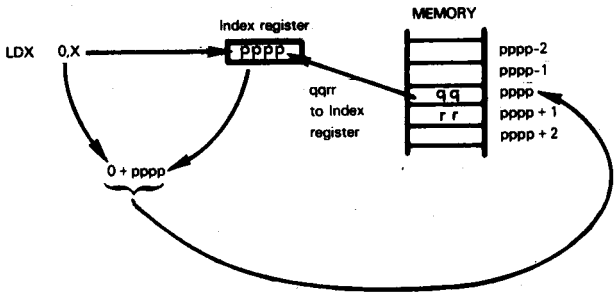 MEMORY
Index register
LDX 0,X
pppp
pppp-2
pppp-1
qq
pppp
rr
pppp + 1
pppp + 2
qqrr
to Index
register
0 + pppp